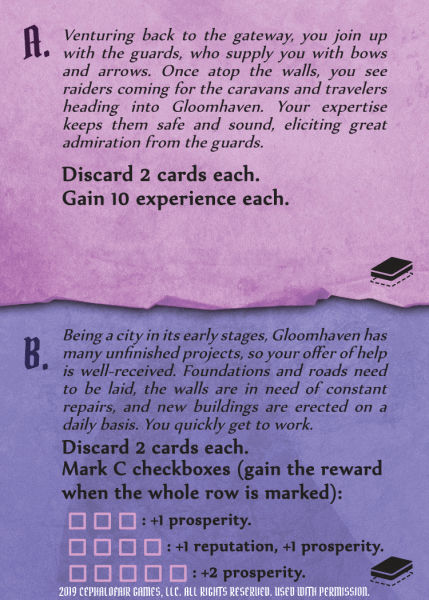 A.
Venturing back to the gateway, you join up
with the guards, who supply you with bows
and arrows. Once atop the walls, you see
raiders coming for the caravans and travelers
heading into Gloomhaven. Your expertise
keeps them safe and sound, eliciting great
admiration from the guards.
Discard 2 cards each.
Gain 10 experience each.
B.
Being a city in its early stages, Gloomhaven has
many unfinished projects, so your offer of help
is well-received. Foundations and roads need
to be laid, the walls are in need of constant
repairs, and new buildings are erected on a
daily basis. You quickly get to work.
Discard 2 cards each.
Mark C checkboxes (gain the reward
when the whole row is marked):
: +1 prosperity.
: +1 reputation, +1 prosperity.
: +2 prosperity.
2019 CEPHALOFAIR GAMES, LLC. ALL RIGHTS RESERVED. USED WITH PERMISSION.